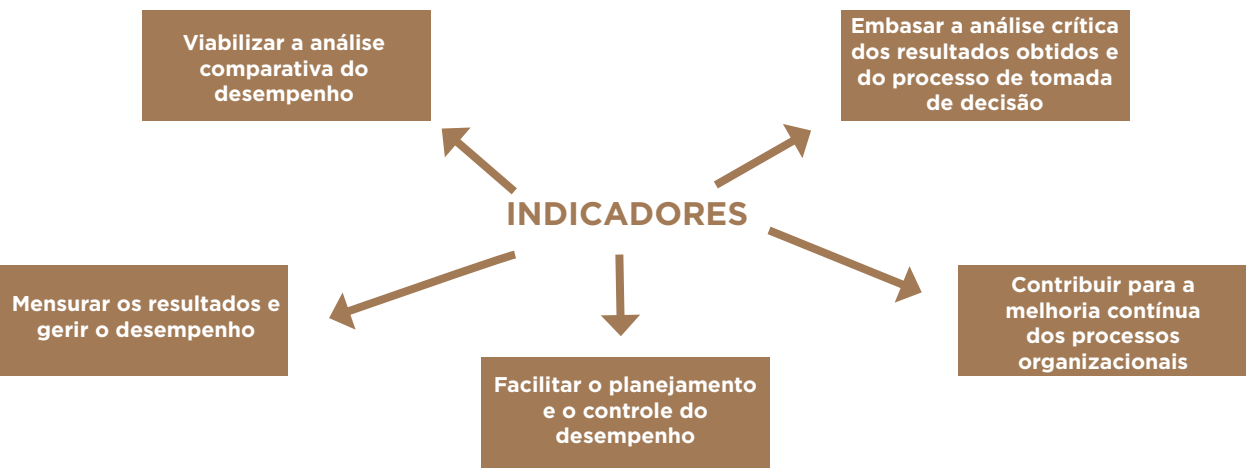 Viabilizar a análise
comparativa do
desempenho
Embasar a análise crítica
dos resultados obtidos e
do processo de tomada
de decisão
INDICADORES
Mensurar os resultados e
gerir o desempenho
Contribuir para a
melhoria contínua
dos processos
organizacionais
Facilitar o planejamento
e o controle do
desempenho